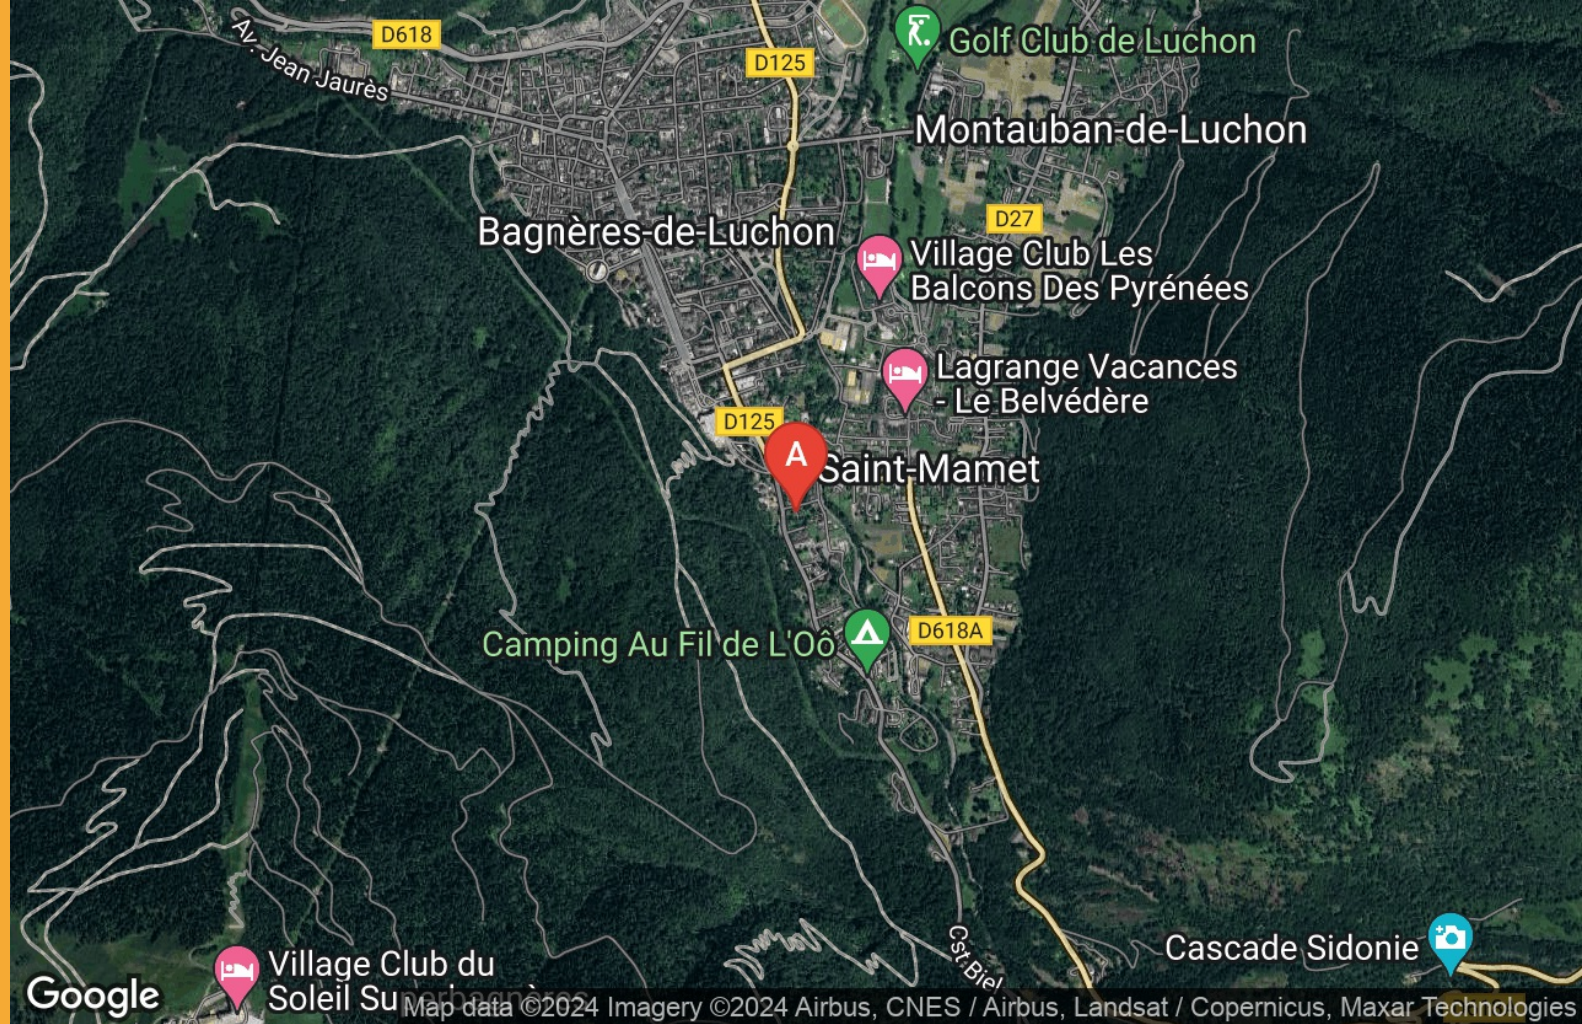 D618
Av. Jean Jaurès
D125
Golf Club de Luchon
Montauban-de-Luchon
D27
Bagnères-de-Luchon
Village Club Les
Balcons Des Pyrénées
Lagrange Vacances
- Le Belvédère
D125
A
Saint-Mamet
Camping Au Fil de L'Oô
D618A
Cst Biel
Cascade Sidonie
Village Club du
Soleil Superbagnères
Google
Map data ©2024 Imagery ©2024 Airbus, CNES / Airbus, Landsat / Copernicus, Maxar Technologies